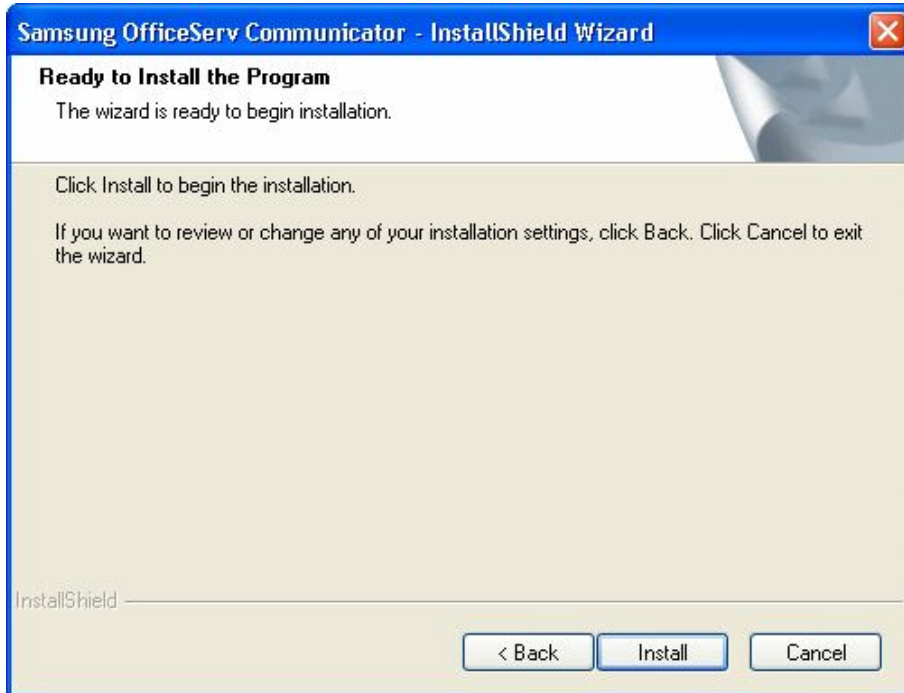 Samsung OfficeServ Communicator - InstallShield Wizard
Ready to Install the Program
The wizard is ready to begin installation.
Click Install to begin the installation.
If you want to review or change any of your installation settings, click Back. Click Cancel to exit
the wizard.
InstallShield
< Back Install Cancel